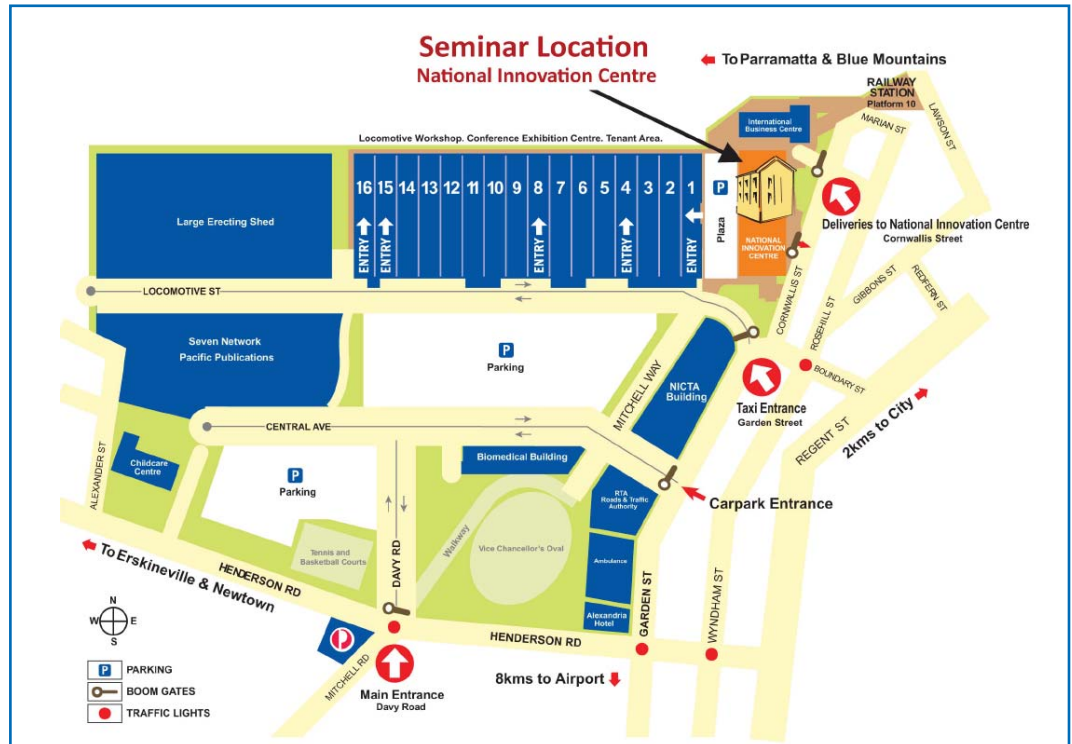 Seminar Location
National Innovation Centre
To Parramatta & Blue Mountains
RAILWAY
STATION
Platform 10
LAWSON ST
MARIAN ST
International
Business Centre
Locomotive Workshop. Conference Exhibition Centre. Tenant Area.
16 15 14 13 12 11 10 9 8 7 6 5 4 3 2 1
P
Plaza
ENTRY
ENTRY
ENTRY
ENTRY
ENTRY
Large Erecting Shed
NATIONAL
INNOVATION
CENTRE
Deliveries to National Innovation Centre
Cornwallis Street
CORNWALLIS ST
ROSEHILL ST
GIBBONS ST
REDFERN ST
LOCOMOTIVE ST
Seven Network
Pacific Publications
P
Parking
MITCHELL WAY
NICTA
Building
Taxi Entrance
Garden Street
BOUNDARY ST
REGENT ST
2kms to City
CENTRAL AVE
Biomedical Building
Childcare
Centre
P
Parking
ALEXANDER ST
RTA
Roads & Traffic
Authority
Carpark Entrance
Tennis and
Basketball Courts
DAVY RD
Walkway
Vice Chancellor's Oval
Ambulance
Alexandria
Hotel
GARDEN ST
WYNDHAM ST
To Erskineville & Newtown
HENDERSON RD
HENDERSON RD
N
W E
S
P
MITCHELL RD
Main Entrance
Davy Road
8kms to Airport
P PARKING
BOOM GATES
TRAFFIC LIGHTS